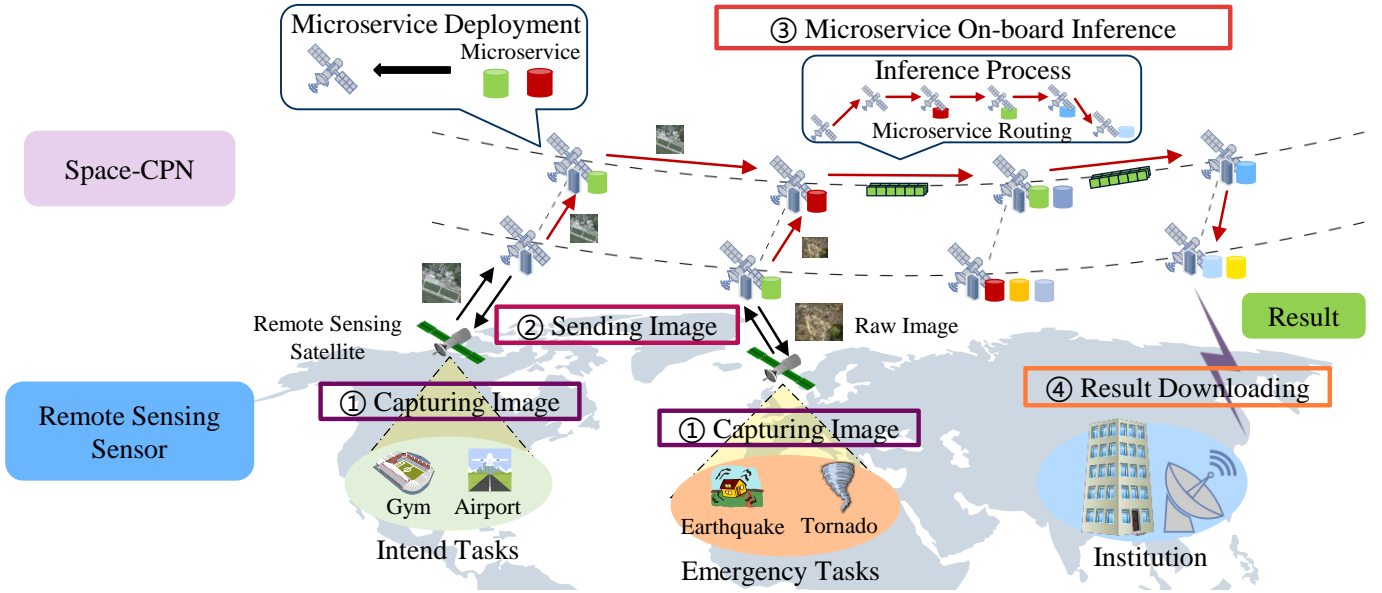 Microservice Deployment
Microservice
③ Microservice On-board Inference
Inference Process
Microservice Routing
Space-CPN
Remote Sensing
Satellite
② Sending Image
Raw Image
Result
Remote Sensing
Sensor
① Capturing Image
① Capturing Image
④ Result Downloading
Gym
Airport
Intend Tasks
Earthquake
Tornado
Emergency Tasks
Institution